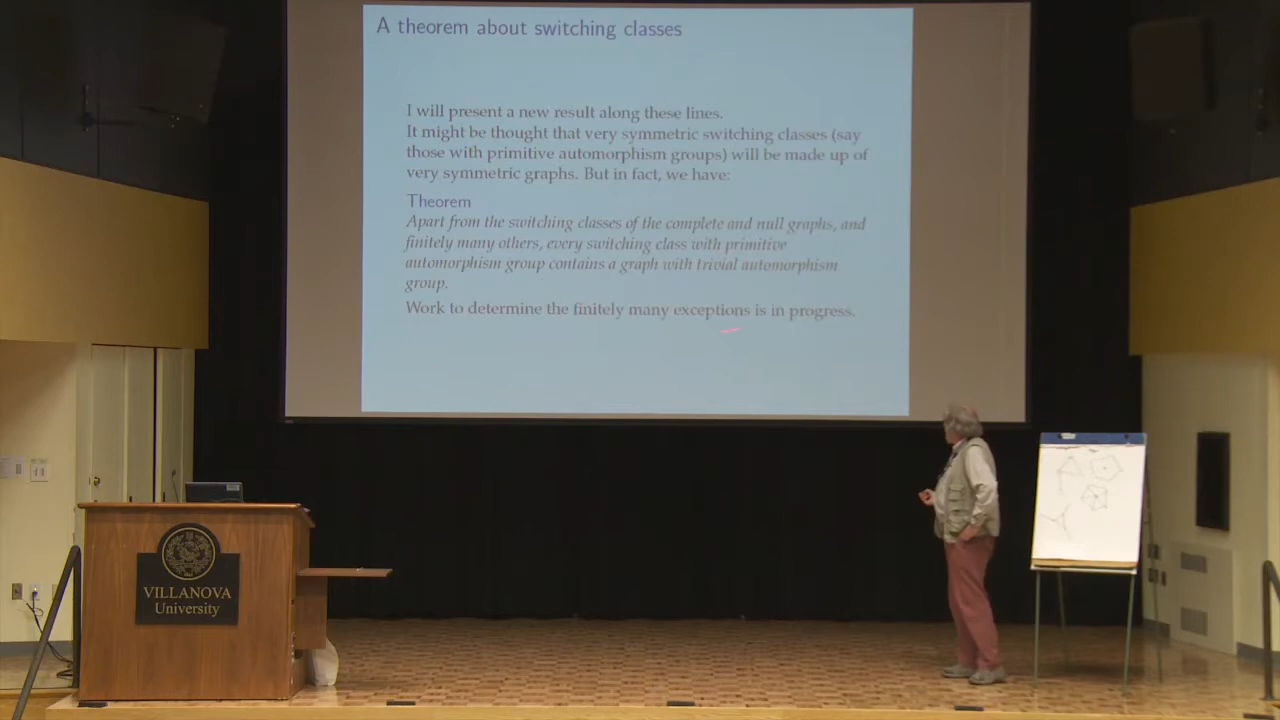 A theorem about switching classes
I will present a new result along these lines.
It might be thought that very symmetric switching classes (say
those with primitive automorphism groups) will be made up of
very symmetric graphs. But in fact, we have:
Theorem
Apart from the switching classes of the complete and null graphs, and
finitely many others, every switching class with primitive
automorphism group contains a graph with trivial automorphism
group.
Work to determine the finitely many exceptions is in progress.
VILLANOVA
University